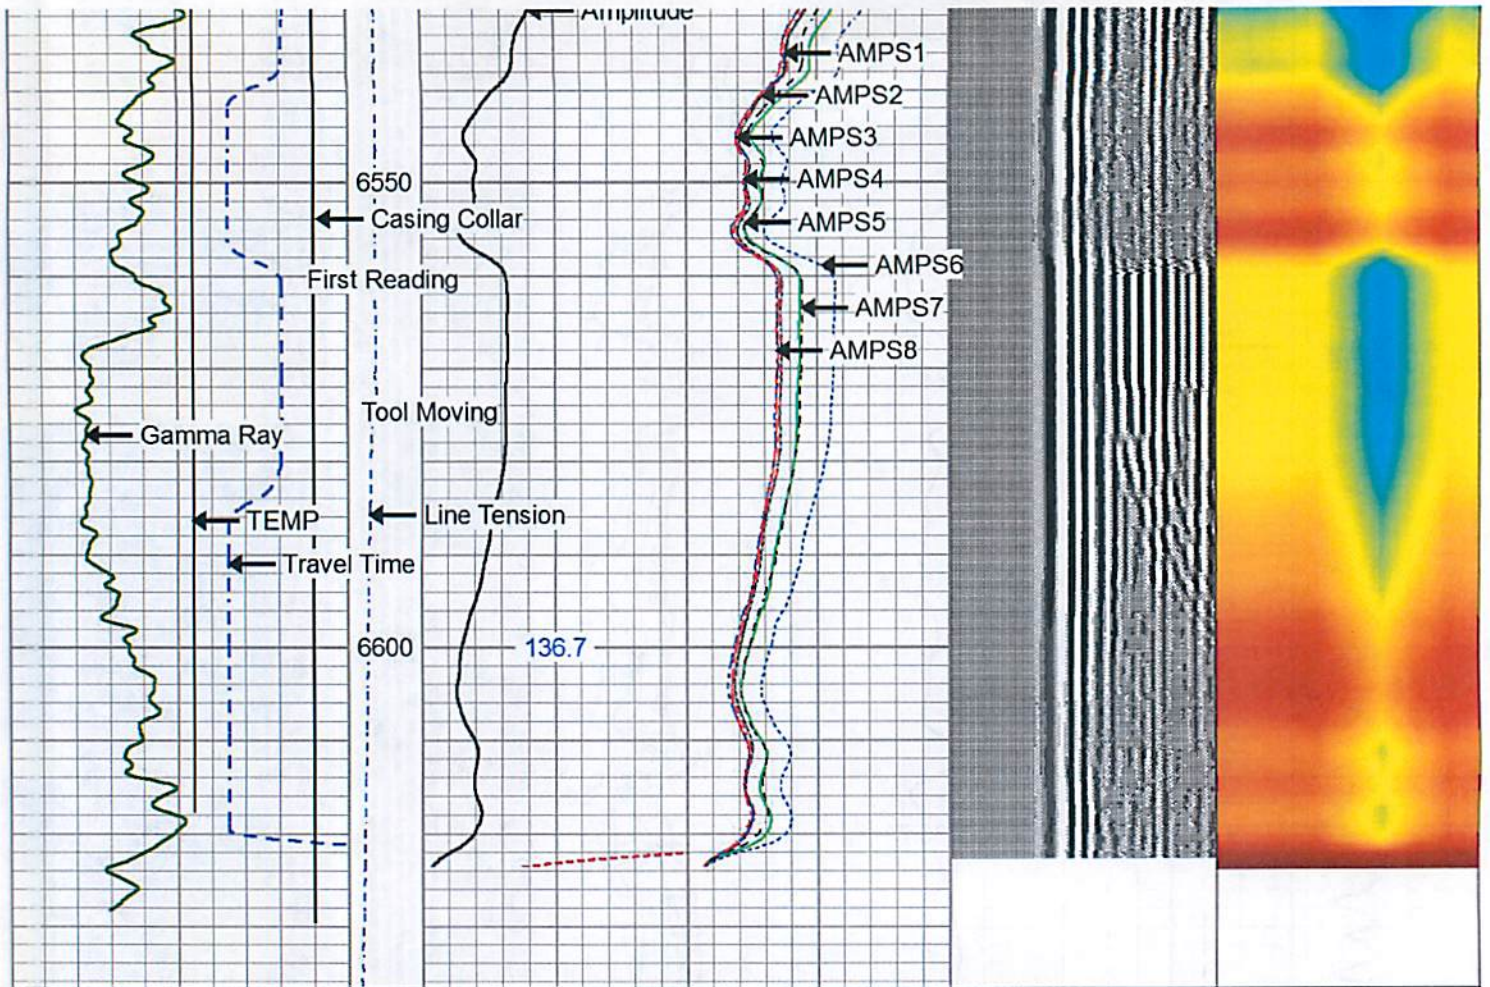 Amplitude
AMPS1
AMPS2
AMPS3
6550
AMPS4
Casing Collar
AMPS5
First Reading
AMPS6
AMPS7
AMPS8
Tool Moving
Gamma Ray
TEMP
Line Tension
Travel Time
6600
136.7